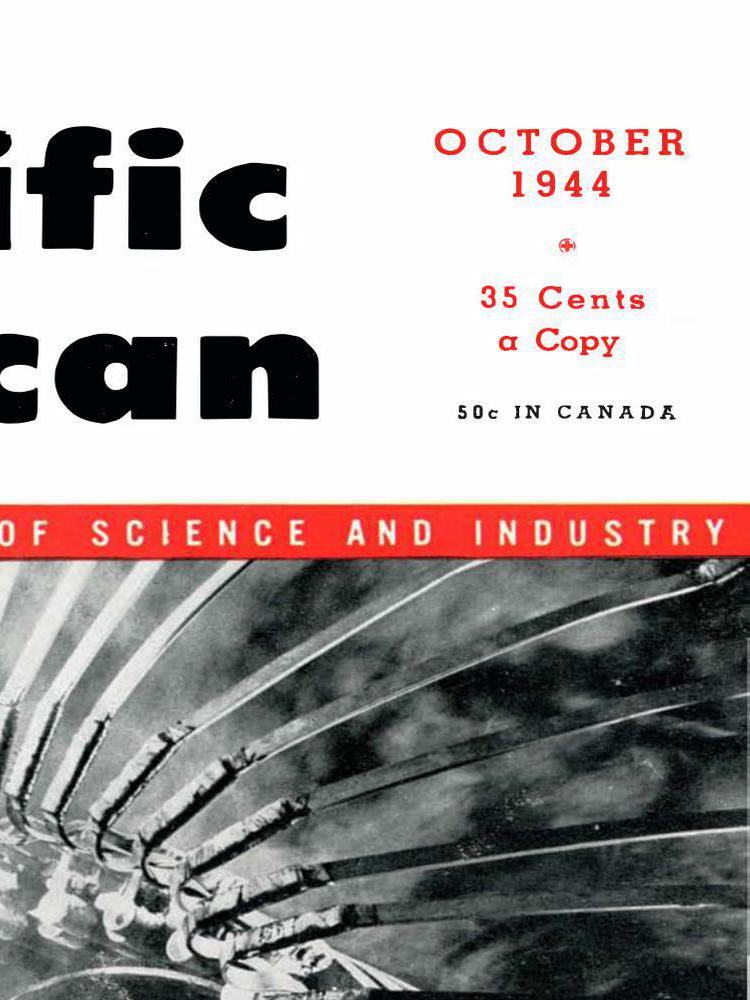 ific
can
OCTOBER
1944
35 Cents
a Copy
50c IN CANADA
OF SCIENCE AND INDUSTRY